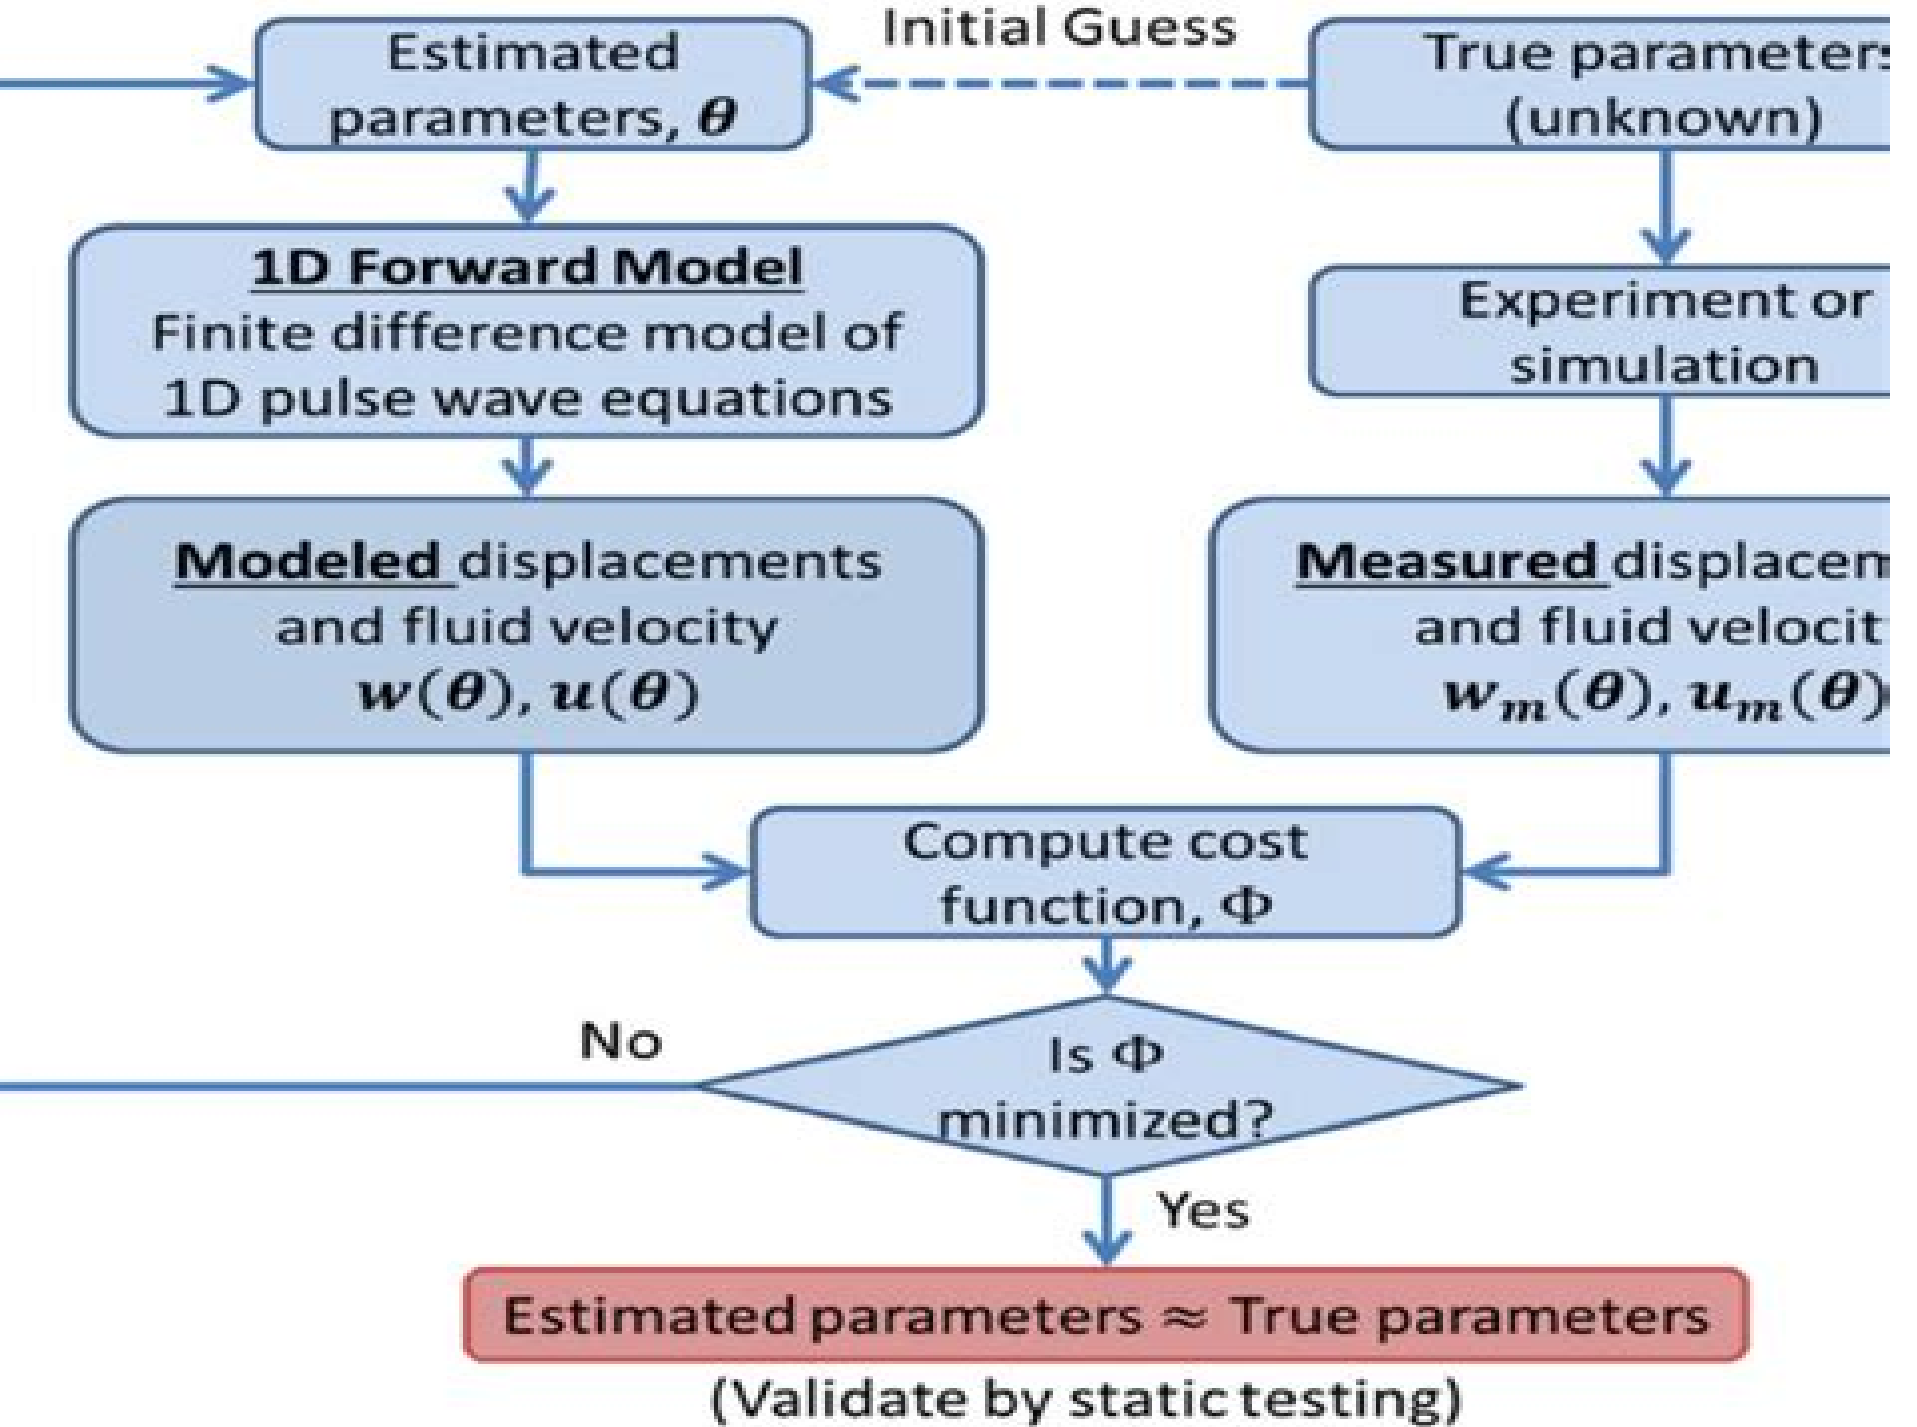 Initial Guess
Estimated
parameters, θ
True parameters
(unknown)
1D Forward Model
Finite difference model of
1D pulse wave equations
Experiment or
simulation
Modeled displacements
and fluid velocity
w(θ), u(θ)
Measured displacem
and fluid velocit
wₘ(θ), uₘ(θ)
Compute cost
function, Φ
No
Is Φ
minimized?
Yes
Estimated parameters ≈ True parameters
(Validate by static testing)